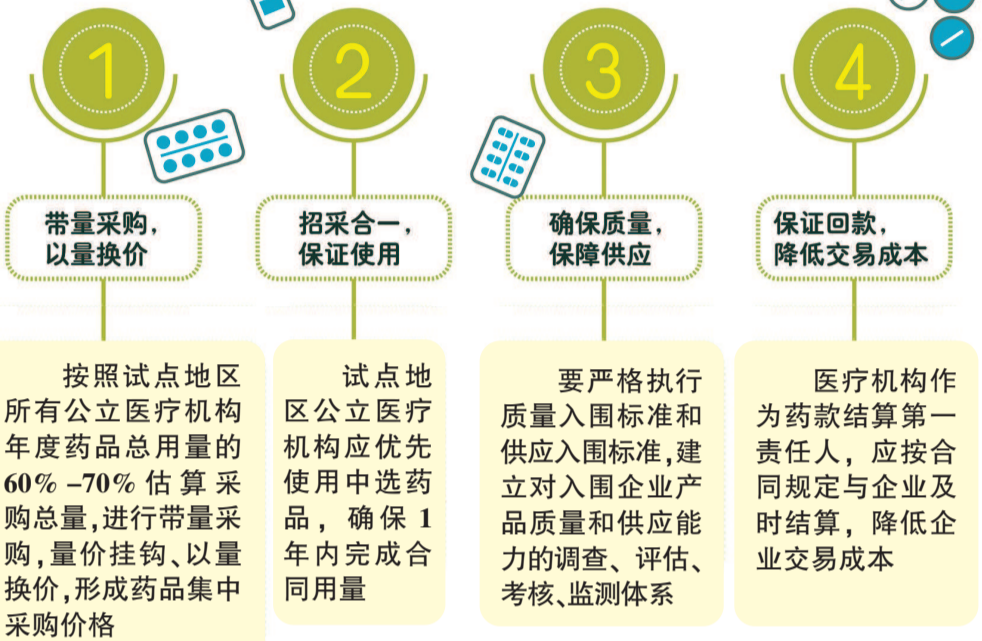 1
带量采购，
以量换价
按照试点地区
所有公立医疗机构
年度药品总用量的
60% –70% 估算采
购总量,进行带量采
购,量价挂钩、以量
换价,形成药品集中
采购价格
2
招采合一，
保证使用
试点地
区公立医疗
机构应优先
使用中选药
品，确保 1
年内完成合
同用量
3
确保质量，
保障供应
要严格执行
质量入围标准和
供应入围标准,建
立对入围企业产
品质量和供应能
力的调查、评估、
考核、监测体系
4
保证回款，
降低交易成本
医疗机构作
为药款结算第一
责任人，应按合
同规定与企业及
时结算，降低企
业交易成本